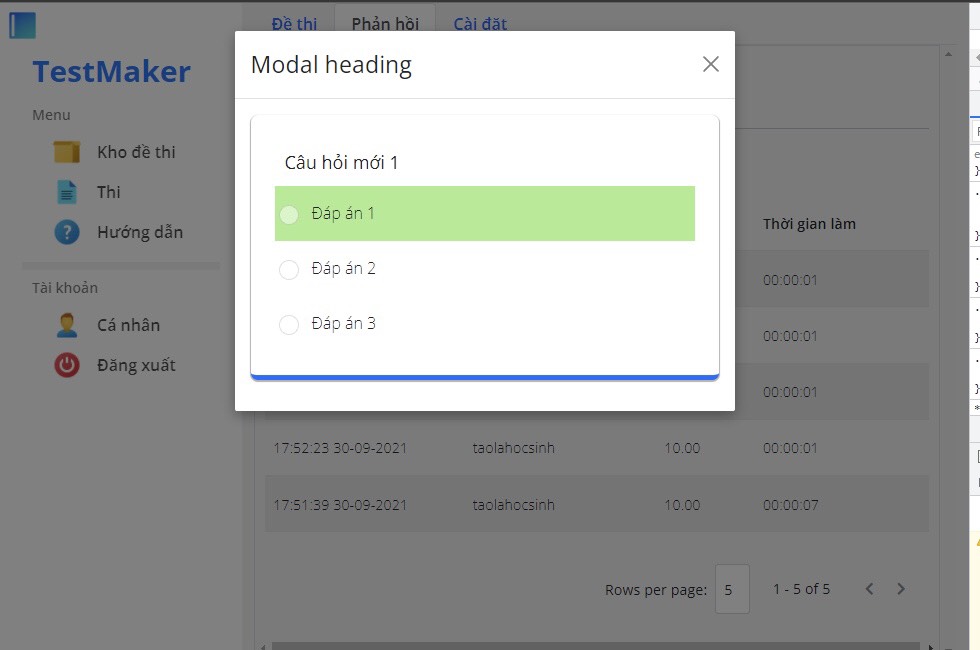 Đề thi Phản hồi Cài đặt
TestMaker
Menu
Kho đề thi
Thi
Hướng dẫn
Tài khoản
Cá nhân
Đăng xuất
Modal heading
Câu hỏi mới 1
Đáp án 1
Đáp án 2
Đáp án 3
Thời gian làm
00:00:01
00:00:01
00:00:01
17:52:23 30-09-2021 taolahocsinh 10.00 00:00:01
17:51:39 30-09-2021 taolahocsinh 10.00 00:00:07
Rows per page: 5 1 - 5 of 5